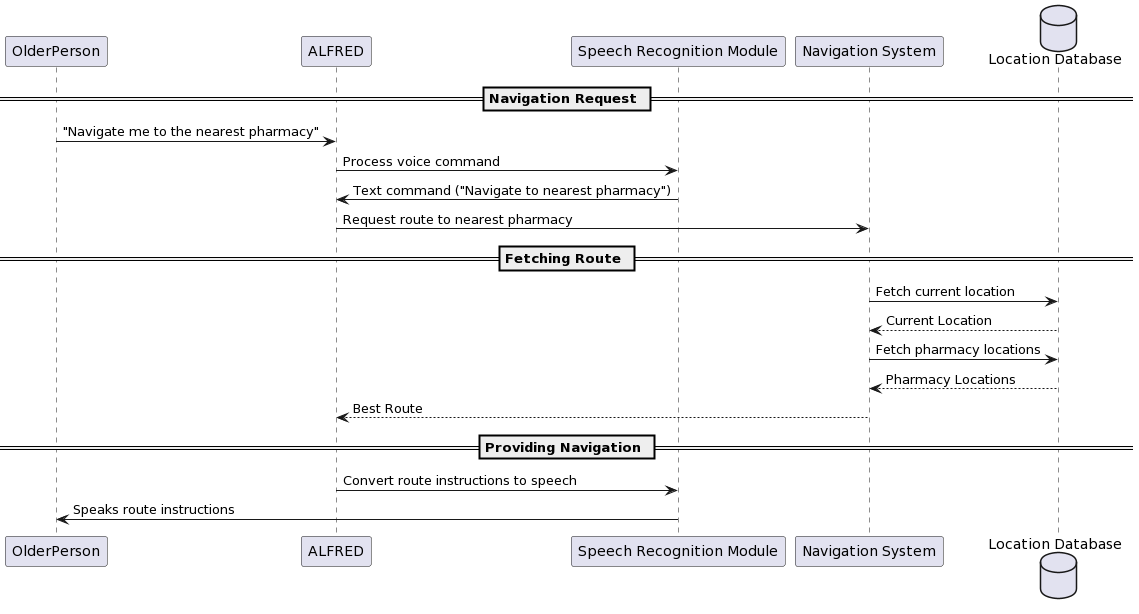 OlderPerson
ALFRED
Speech Recognition Module
Navigation System
Location Database
Navigation Request
"Navigate me to the nearest pharmacy"
Process voice command
Text command ("Navigate to nearest pharmacy")
Request route to nearest pharmacy
Fetching Route
Fetch current location
Current Location
Fetch pharmacy locations
Pharmacy Locations
Best Route
Providing Navigation
Convert route instructions to speech
Speaks route instructions
OlderPerson
ALFRED
Speech Recognition Module
Navigation System
Location Database